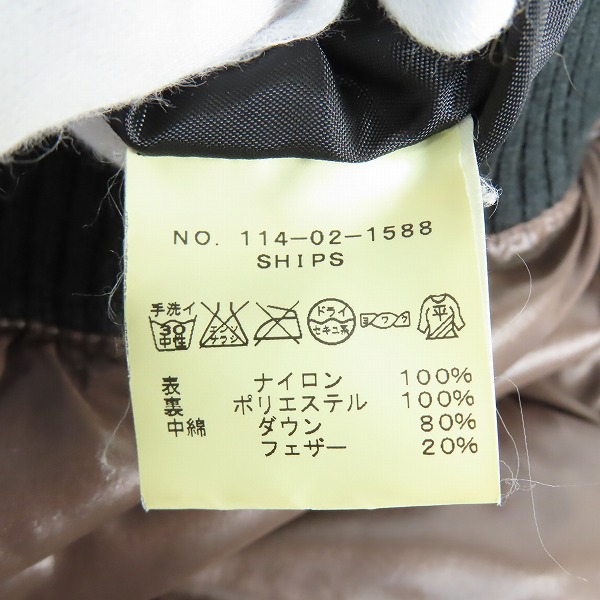 NO. 114-02-1588
SHIPS
手洗イ
30
中性
エンソ
サラシ
ドライ
セキユ系
ヨワク
平
表 ナイロン 100%
裏 ポリエステル 100%
中綿 ダウン 80%
フェザー 20%